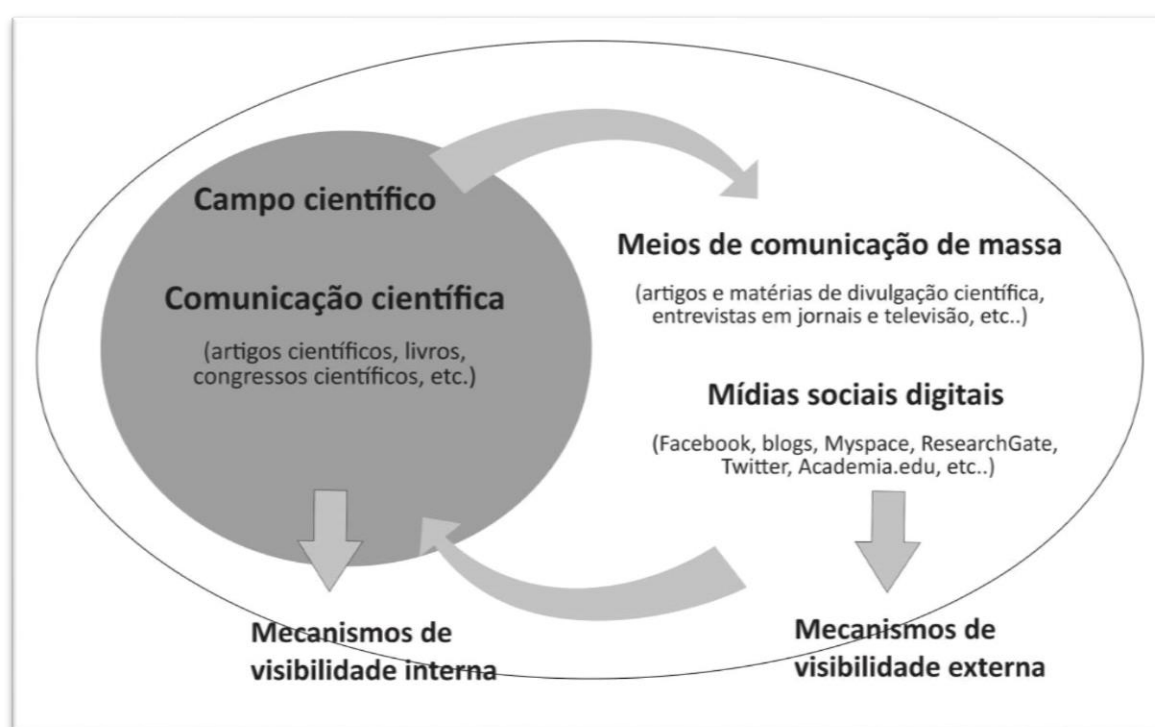 Campo científico
Comunicação científica
(artigos científicos, livros,
congressos científicos, etc.)
Meios de comunicação de massa
(artigos e matérias de divulgação científica,
entrevistas em jornais e televisão, etc..)
Mídias sociais digitais
(Facebook, blogs, Myspace, ResearchGate,
Twitter, Academia.edu, etc..)
Mecanismos de
visibilidade interna
Mecanismos de
visibilidade externa